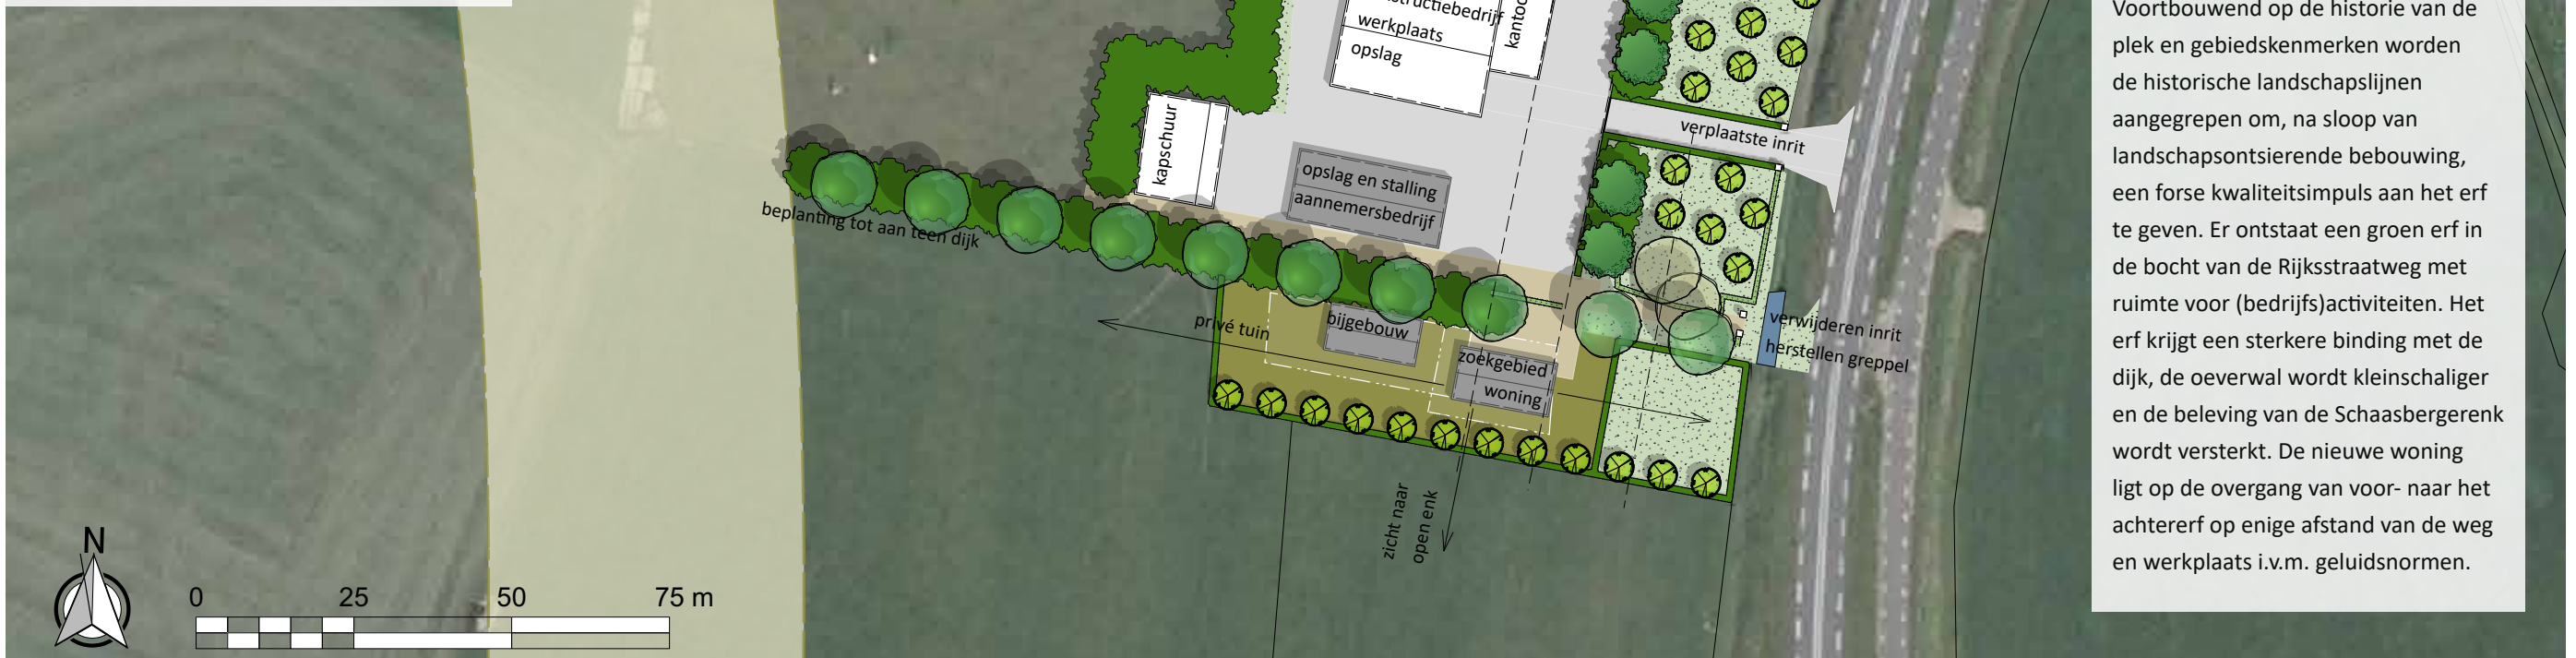 structiebedrijf
werkplaats
opslag
kapschuur
opslag en stalling
aannemersbedrijf
verplaatste inrit
beplanting tot aan teen dijk
privé tuin
bijgebouw
zoekgebied
woning
verwijderen inrit
herstellen greppel
zicht naar
open enk
N
0 25 50 75 m
Voortbouwend op de historie van de
plek en gebiedskenmerken worden
de historische landschapslijnen
aangegrepen om, na sloop van
landschapsontsierende bebouwing,
een forse kwaliteitsimpuls aan het erf
te geven. Er ontstaat een groen erf in
de bocht van de Rijksstraatweg met
ruimte voor (bedrijfs)activiteiten. Het
erf krijgt een sterkere binding met de
dijk, de oeverwal wordt kleinschaliger
en de beleving van de Schaasbergerenk
wordt versterkt. De nieuwe woning
ligt op de overgang van voor- naar het
achtererf op enige afstand van de weg
en werkplaats i.v.m. geluidsnormen.